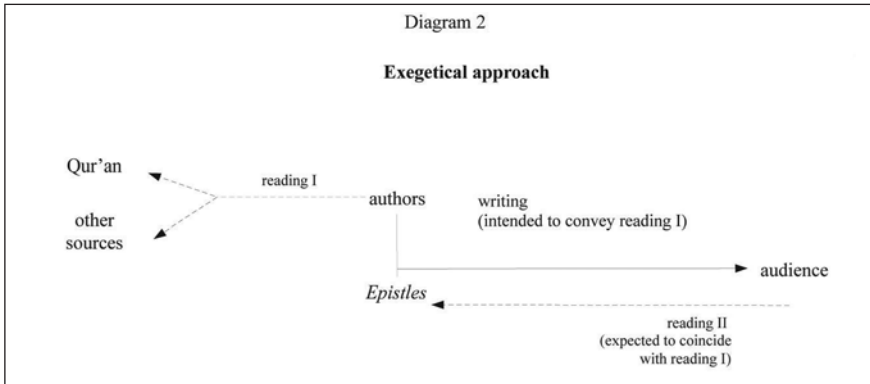 Diagram 2
Exegetical approach
Qur’an
other
sources
reading I
authors
writing
(intended to convey reading I)
audience
Epistles
reading II
(expected to coincide
with reading I)